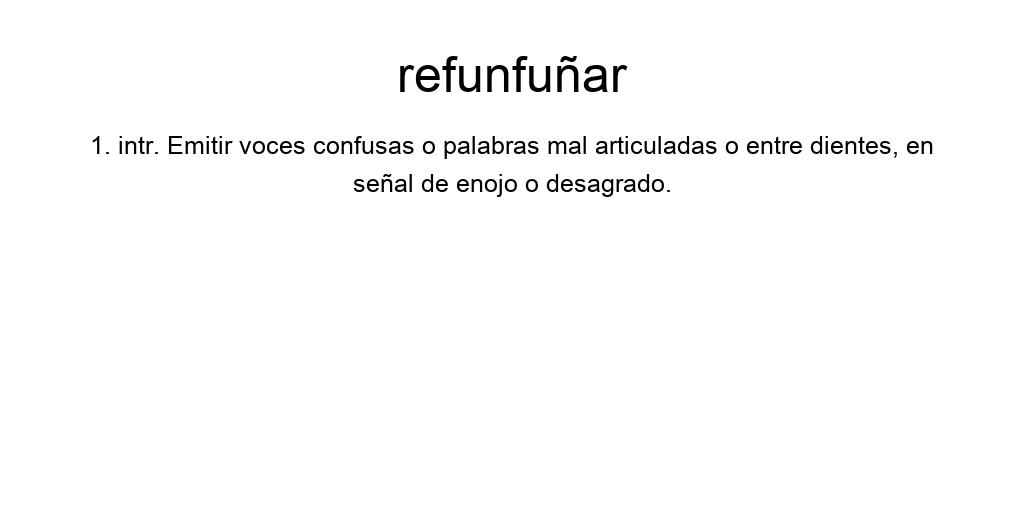 refunfuñar
1. intr. Emitir voces confusas o palabras mal articuladas o entre dientes, en
señal de enojo o desagrado.